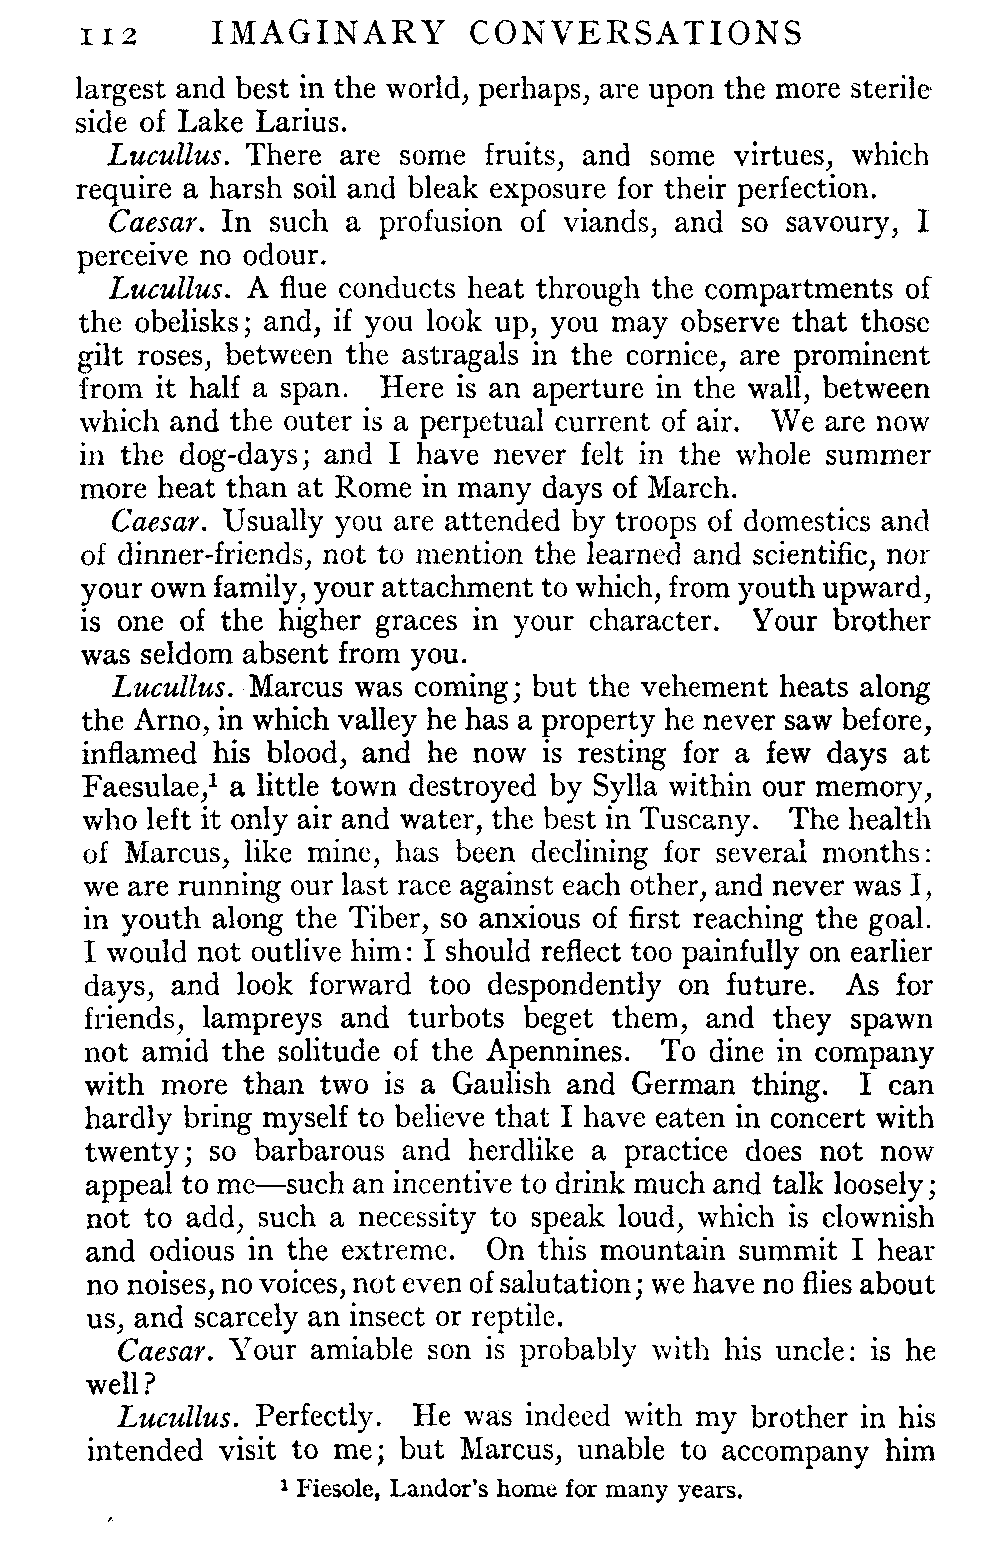 112 IMAGINARY CONVERSATIONS
largest and best in the world, perhaps, are upon the more sterile
side of Lake Larius.
Lucullus. There are some fruits, and some virtues, which
require a harsh soil and bleak exposure for their perfection.
Caesar. In such a profusion of viands, and so savoury, I
perceive no odour.
Lucullus. A flue conducts heat through the compartments of
the obelisks; and, if you look up, you may observe that those
gilt roses, between the astragals in the cornice, are prominent
from it half a span. Here is an aperture in the wall, between
which and the outer is a perpetual current of air. We are now
in the dog-days; and I have never felt in the whole summer
more heat than at Rome in many days of March.
Caesar. Usually you are attended by troops of domestics and
of dinner-friends, not to mention the learned and scientific, nor
your own family, your attachment to which, from youth upward,
is one of the higher graces in your character. Your brother
was seldom absent from you.
Lucullus. Marcus was coming; but the vehement heats along
the Arno, in which valley he has a property he never saw before,
inflamed his blood, and he now is resting for a few days at
Faesulae,¹ a little town destroyed by Sylla within our memory,
who left it only air and water, the best in Tuscany. The health
of Marcus, like mine, has been declining for several months:
we are running our last race against each other, and never was I,
in youth along the Tiber, so anxious of first reaching the goal.
I would not outlive him: I should reflect too painfully on earlier
days, and look forward too despondently on future. As for
friends, lampreys and turbots beget them, and they spawn
not amid the solitude of the Apennines. To dine in company
with more than two is a Gaulish and German thing. I can
hardly bring myself to believe that I have eaten in concert with
twenty; so barbarous and herdlike a practice does not now
appeal to me—such an incentive to drink much and talk loosely;
not to add, such a necessity to speak loud, which is clownish
and odious in the extreme. On this mountain summit I hear
no noises, no voices, not even of salutation; we have no flies about
us, and scarcely an insect or reptile.
Caesar. Your amiable son is probably with his uncle: is he
well?
Lucullus. Perfectly. He was indeed with my brother in his
intended visit to me; but Marcus, unable to accompany him
¹ Fiesole, Landor's home for many years.